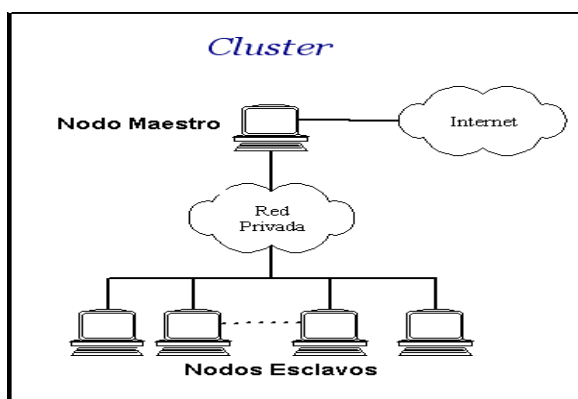 Cluster
Nodo Maestro
Internet
Red
Privada
Nodos Esclavos